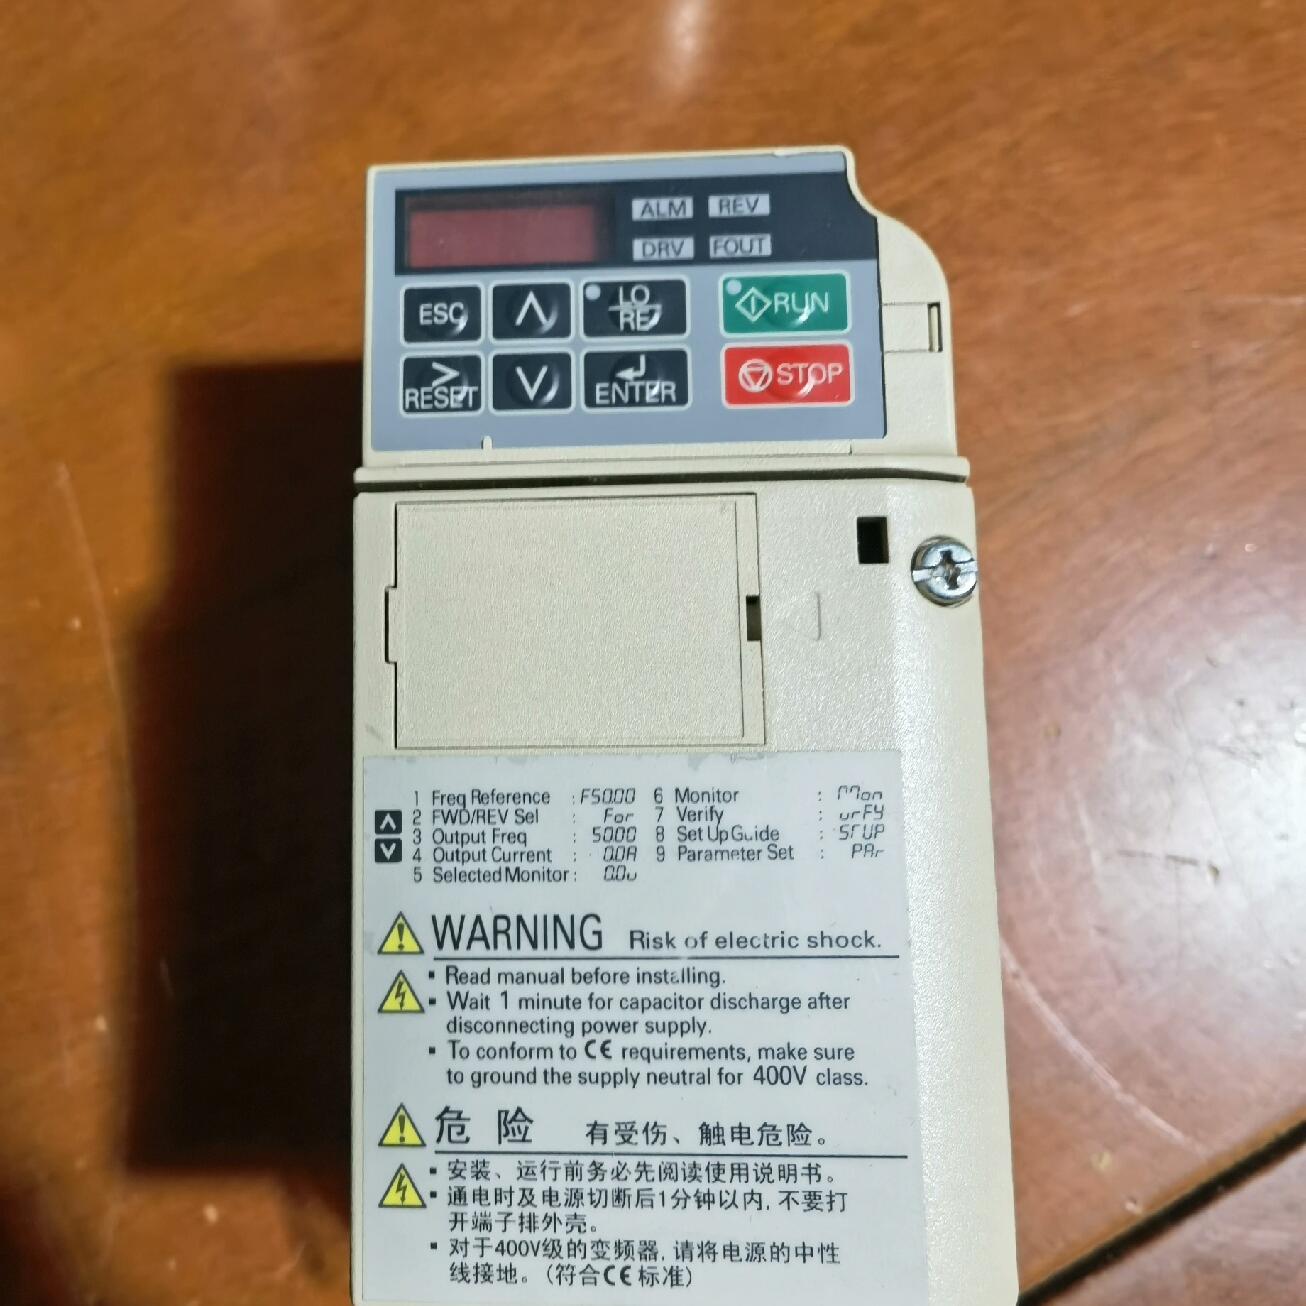 ALM REV
DRV FOUT
ESC ∧ LO/RE RUN
> RESET ∨ ENTER STOP
1 Freq Reference : F50.00 6 Monitor : Mon
2 FWD/REV Sel : For 7 Verify : vrFY
3 Output Freq : 50.00 8 Set Up Guide : STUP
4 Output Current : 0.0A 9 Parameter Set : PAr
5 Selected Monitor : 0.0v
WARNING Risk of electric shock.
▪ Read manual before installing.
▪ Wait 1 minute for capacitor discharge after
disconnecting power supply.
▪ To conform to CE requirements, make sure
to ground the supply neutral for 400V class.
危 险 有受伤、触电危险。
▪ 安装、运行前务必先阅读使用说明书。
▪ 通电时及电源切断后1分钟以内, 不要打
开端子排外壳。
▪ 对于400V级的变频器, 请将电源的中性
线接地。(符合CE标准)